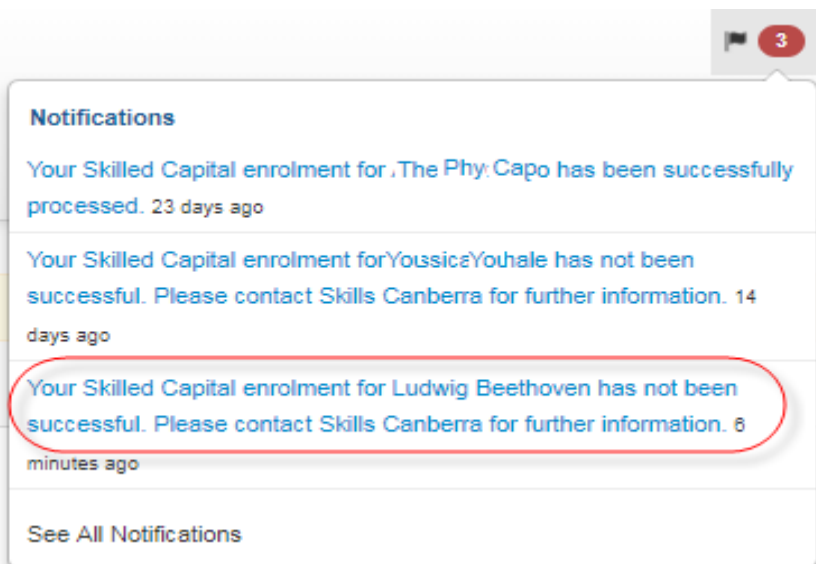 3
Notifications
Your Skilled Capital enrolment for The Phy Capo has been successfully
processed. 23 days ago
Your Skilled Capital enrolment for has not been
successful. Please contact Skills Canberra for further information. 14
days ago
Your Skilled Capital enrolment for Ludwig Beethoven has not been
successful. Please contact Skills Canberra for further information. 6
minutes ago
See All Notifications